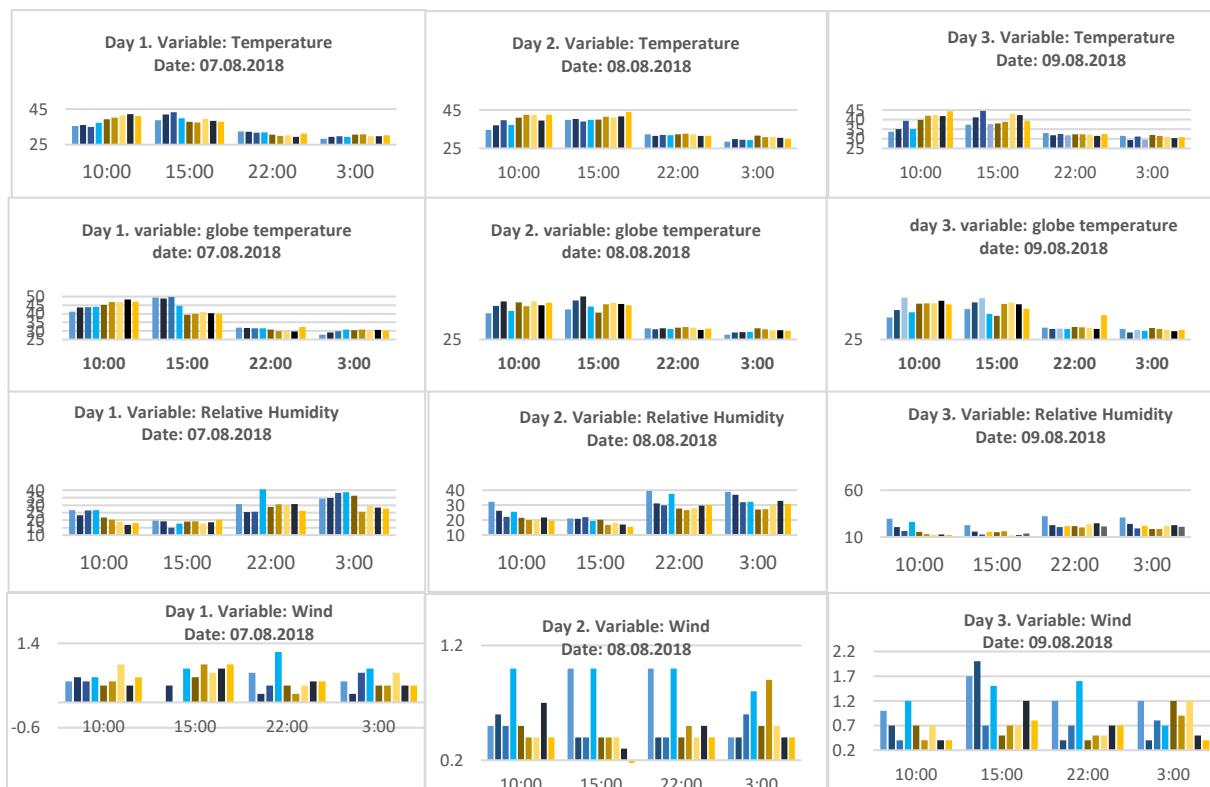 Day 1. Variable: Temperature
Date: 07.08.2018
45
25
10:00 15:00 22:00 3:00
Day 2. Variable: Temperature
Date: 08.08.2018
45
25
10:00 15:00 22:00 3:00
Day 3. Variable: Temperature
Date: 09.08.2018
45
40
35
30
25
10:00 15:00 22:00 3:00
Day 1. variable: globe temperature
date: 07.08.2018
50
45
40
35
30
25
10:00 15:00 22:00 3:00
Day 2. variable: globe temperature
date: 08.08.2018
25
10:00 15:00 22:00 3:00
day 3. variable: globe temperature
date: 09.08.2018
25
10:00 15:00 22:00 3:00
Day 1. Variable: Relative Humidity
Date: 07.08.2018
40
35
30
25
20
15
10
10:00 15:00 22:00 3:00
Day 2. Variable: Relative Humidity
Date: 08.08.2018
40
30
20
10
10:00 15:00 22:00 3:00
Day 3. Variable: Relative Humidity
Date: 09.08.2018
60
10
10:00 15:00 22:00 3:00
Day 1. Variable: Wind
Date: 07.08.2018
1.4
-0.6
10:00 15:00 22:00 3:00
Day 2. Variable: Wind
Date: 08.08.2018
1.2
0.2
10:00 15:00 22:00 3:00
Day 3. Variable: Wind
Date: 09.08.2018
2.2
1.7
1.2
0.7
0.2
10:00 15:00 22:00 3:00